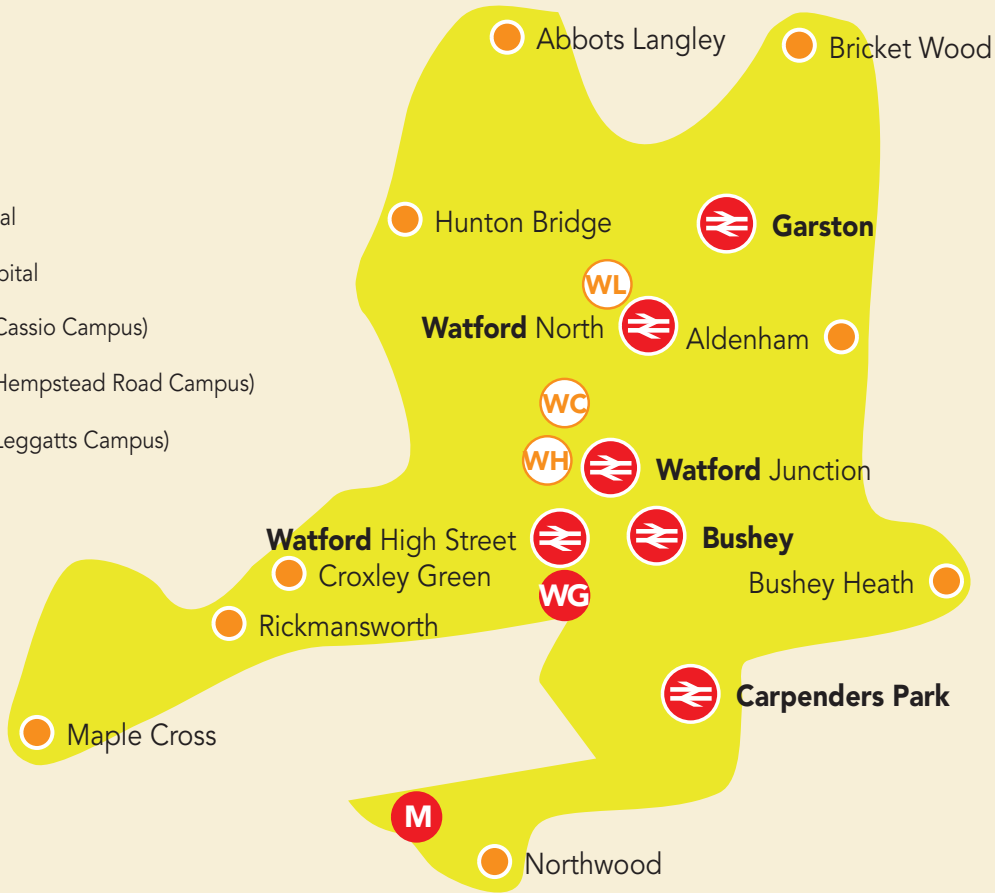 Abbots Langley
Bricket Wood
al
pital
Cassio Campus)
Hempstead Road Campus)
Leggatts Campus)
Hunton Bridge
Garston
WL
Watford North
Aldenham
WC
WH
Watford Junction
Watford High Street
Bushey
Croxley Green
WG
Bushey Heath
Rickmansworth
Carpenders Park
Maple Cross
M
Northwood